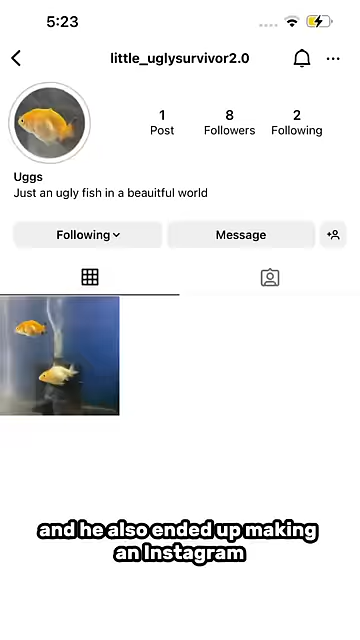 5:23
little_uglysurvivor2.0
1 8 2
Post Followers Following
Uggs
Just an ugly fish in a beauitful world
Following Message
and he also ended up making
an Instagram